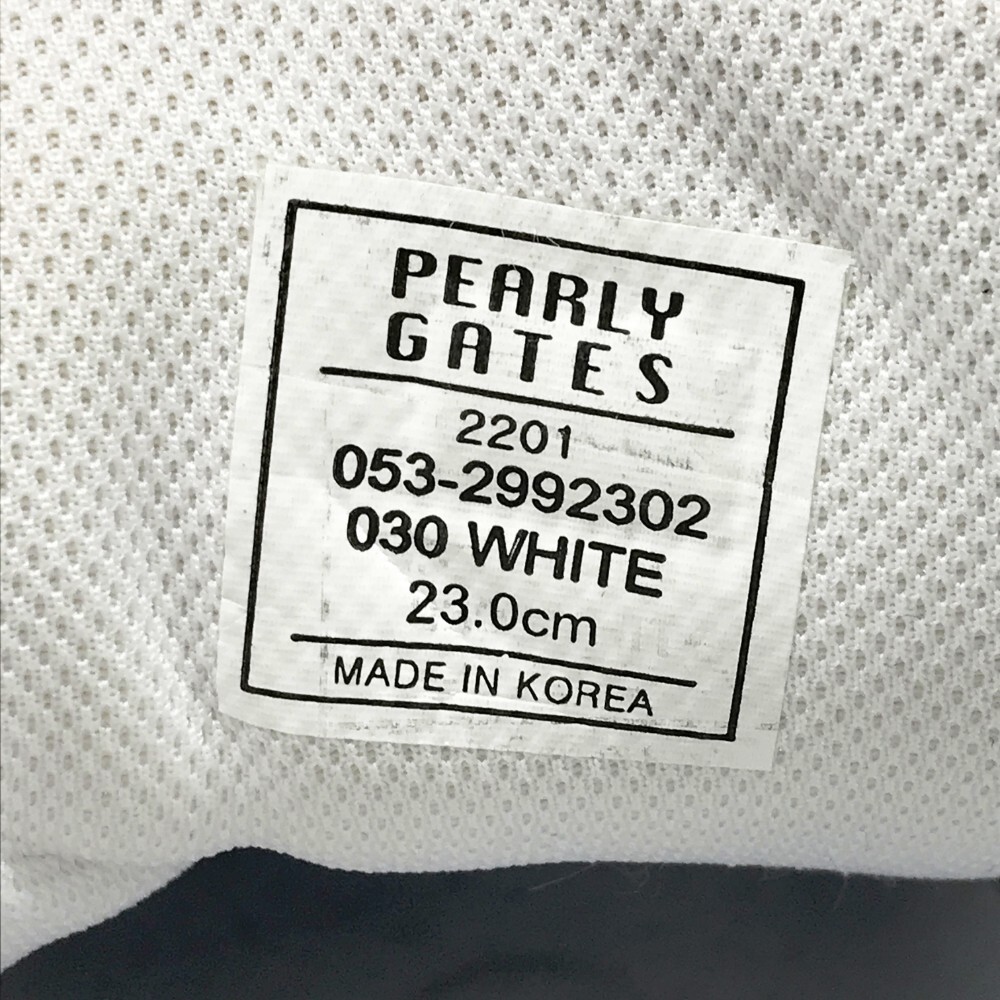 PEARLY
GATES
2201
053-2992302
030 WHITE
23.0cm
MADE IN KOREA